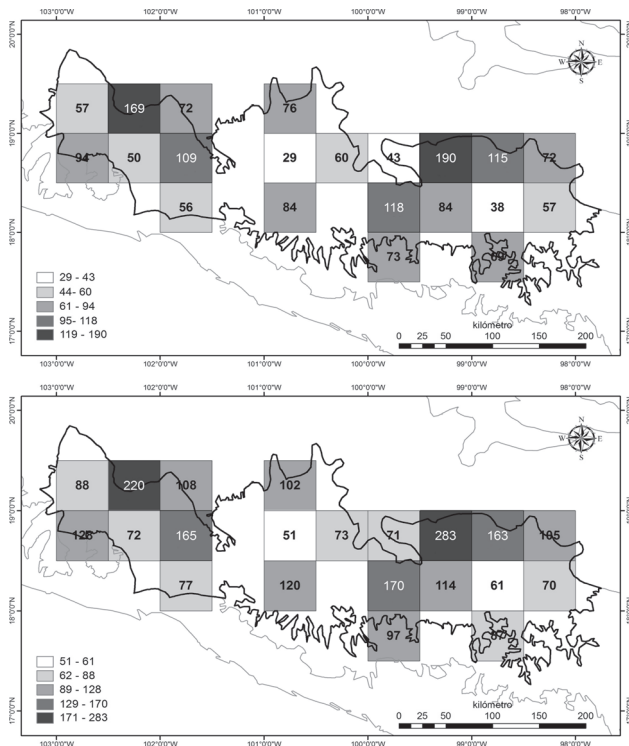 103°0'0"W 102°0'0"W 101°0'0"W 100°0'0"W 99°0'0"W 98°0'0"W
20°0'0"N
N
W E
S
57 169 72 76
19°0'0"N
94 50 109 29 60 43 190 115 72
56 84 118 84 38 57
18°0'0"N
73
29 - 43
44- 60
61 - 94
95- 118
119 - 190
17°0'0"N
kilómetro
0 25 50 100 150 200
103°0'0"W 102°0'0"W 101°0'0"W 100°0'0"W 99°0'0"W 98°0'0"W
20°0'0"N
N
W E
S
88 220 108 102
19°0'0"N
128 72 165 51 73 71 283 163 105
77 120 170 114 61 70
18°0'0"N
97
51 - 61
62 - 88
89 - 128
129 - 170
171 - 283
17°0'0"N
kilómetro
0 25 50 100 150 200